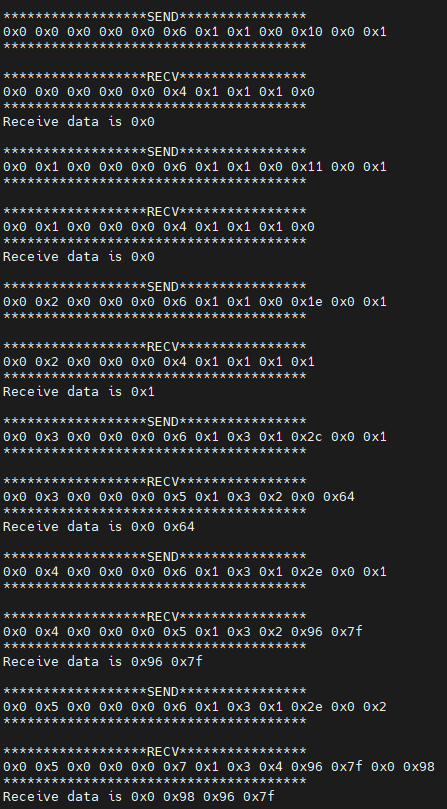 ******************SEND****************
0x0 0x0 0x0 0x0 0x0 0x6 0x1 0x1 0x0 0x10 0x0 0x1
**************************************
******************RECV****************
0x0 0x0 0x0 0x0 0x0 0x4 0x1 0x1 0x1 0x0
**************************************
Receive data is 0x0
******************SEND****************
0x0 0x1 0x0 0x0 0x0 0x6 0x1 0x1 0x0 0x11 0x0 0x1
**************************************
******************RECV****************
0x0 0x1 0x0 0x0 0x0 0x4 0x1 0x1 0x1 0x0
**************************************
Receive data is 0x0
******************SEND****************
0x0 0x2 0x0 0x0 0x0 0x6 0x1 0x1 0x0 0x1e 0x0 0x1
**************************************
******************RECV****************
0x0 0x2 0x0 0x0 0x0 0x4 0x1 0x1 0x1 0x1
**************************************
Receive data is 0x1
******************SEND****************
0x0 0x3 0x0 0x0 0x0 0x6 0x1 0x3 0x1 0x2c 0x0 0x1
**************************************
******************RECV****************
0x0 0x3 0x0 0x0 0x0 0x5 0x1 0x3 0x2 0x0 0x64
**************************************
Receive data is 0x0 0x64
******************SEND****************
0x0 0x4 0x0 0x0 0x0 0x6 0x1 0x3 0x1 0x2e 0x0 0x1
**************************************
******************RECV****************
0x0 0x4 0x0 0x0 0x0 0x5 0x1 0x3 0x2 0x96 0x7f
**************************************
Receive data is 0x96 0x7f
******************SEND****************
0x0 0x5 0x0 0x0 0x0 0x6 0x1 0x3 0x1 0x2e 0x0 0x2
**************************************
******************RECV****************
0x0 0x5 0x0 0x0 0x0 0x7 0x1 0x3 0x4 0x96 0x7f 0x0 0x98
**************************************
Receive data is 0x0 0x98 0x96 0x7f